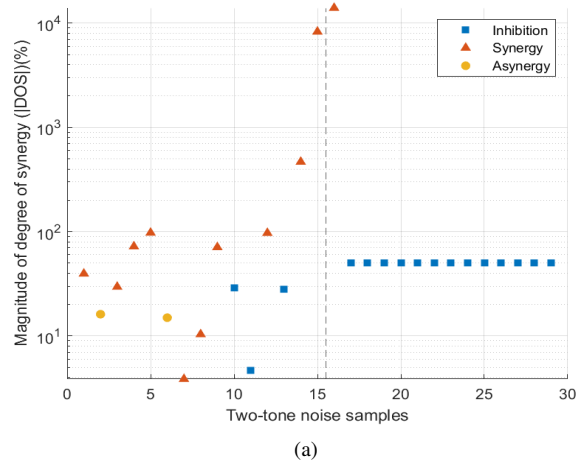 Magnitude of degree of synergy (|DOS|)(%)
10^4
10^3
10^2
10^1
Inhibition
Synergy
Asynergy
0 5 10 15 20 25 30
Two-tone noise samples
(a)